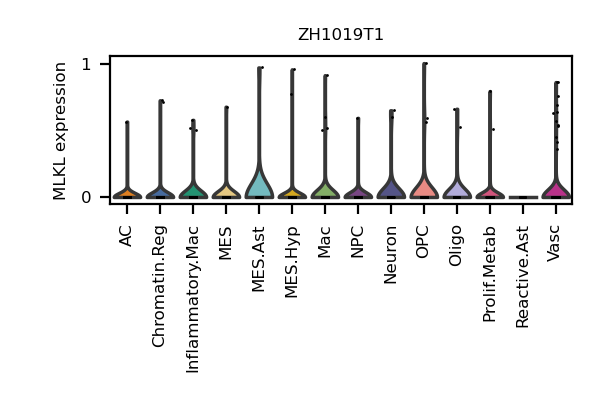 ZH1019T1
MLKL expression
1
0
AC
Chromatin.Reg
Inflammatory.Mac
MES
MES.Ast
MES.Hyp
Mac
NPC
Neuron
OPC
Oligo
Prolif.Metab
Reactive.Ast
Vasc